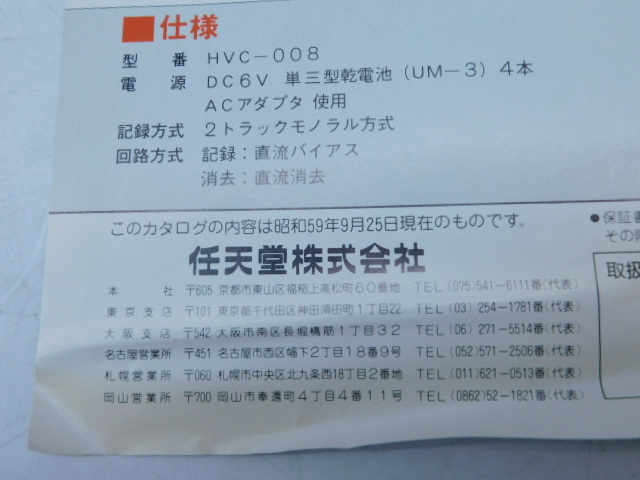 ■仕様
型番 HVC-008
電源 DC6V 単三型乾電池（UM-3）4本
ACアダプタ 使用
記録方式 2トラックモノラル方式
回路方式 記録：直流バイアス
消去：直流消去
このカタログの内容は昭和59年9月25日現在のものです。
任天堂株式会社
本社 〒605 京都市東山区福稲上高松町60番地 TEL (075)541-6111番(代表)
東京支店 〒101 東京都千代田区神田須田町1丁目22 TEL (03) 254-1781番(代表)
大阪支店 〒542 大阪市南区長堀橋筋1丁目32 TEL (06) 271-5514番(代表)
名古屋営業所 〒451 名古屋市西区幅下2丁目18番9号 TEL (052)571-2506番(代表)
札幌営業所 〒060 札幌市中央区北九条西18丁目2番地 TEL (011)621-0513番(代表)
岡山営業所 〒700 岡山市奉還町4丁目4番11号 TEL (0862)52-1821番(代表)
●保証書
その際
取扱